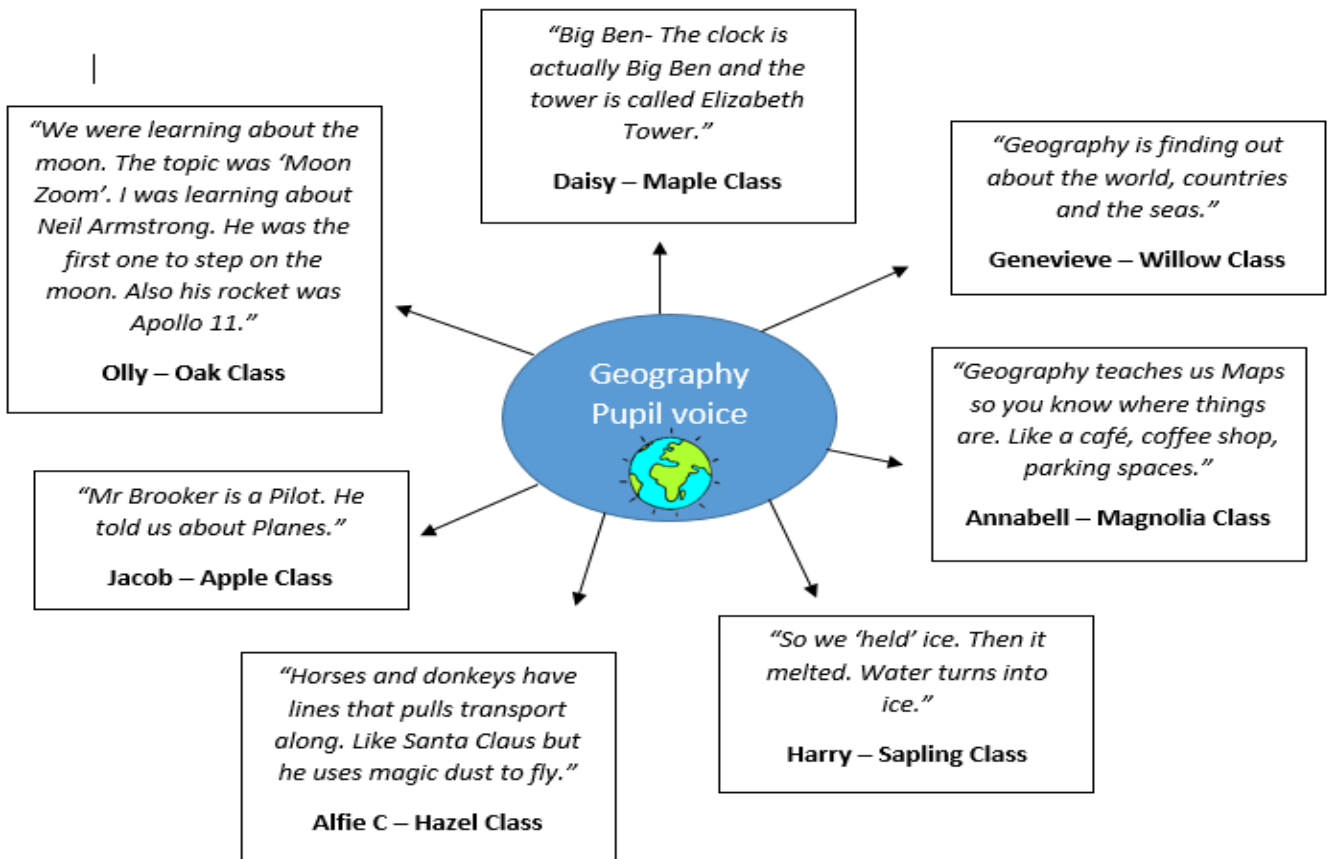 “Big Ben- The clock is
actually Big Ben and the
tower is called Elizabeth
Tower.”
Daisy – Maple Class
“We were learning about the
moon. The topic was ‘Moon
Zoom’. I was learning about
Neil Armstrong. He was the
first one to step on the
moon. Also his rocket was
Apollo 11.”
Olly – Oak Class
“Geography is finding out
about the world, countries
and the seas.”
Genevieve – Willow Class
Geography
Pupil voice
“Geography teaches us Maps
so you know where things
are. Like a café, coffee shop,
parking spaces.”
Annabell – Magnolia Class
“Mr Brooker is a Pilot. He
told us about Planes.”
Jacob – Apple Class
“Horses and donkeys have
lines that pulls transport
along. Like Santa Claus but
he uses magic dust to fly.”
Alfie C – Hazel Class
“So we ‘held’ ice. Then it
melted. Water turns into
ice.”
Harry – Sapling Class